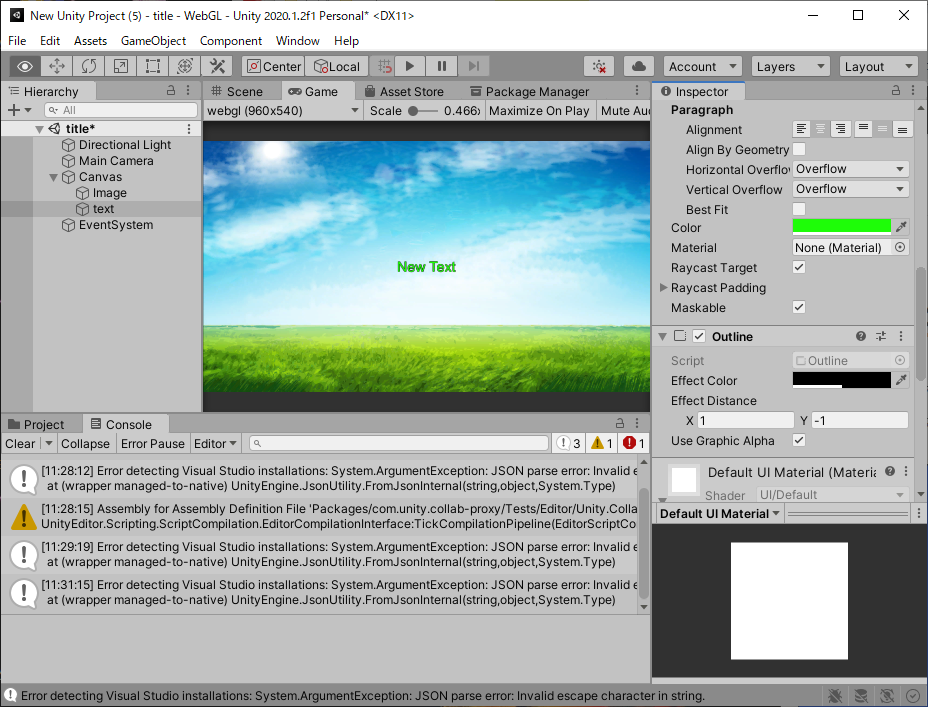 New Unity Project (5) - title - WebGL - Unity 2020.1.2f1 Personal* <DX11>
File Edit Assets GameObject Component Window Help
Center Local Account Layers Layout
Hierarchy
All
title*
Directional Light
Main Camera
Canvas
Image
text
EventSystem
Scene Game Asset Store Package Manager
webgl (960x540) Scale 0.466 Maximize On Play Mute Au
New Text
Inspector
Paragraph
Alignment
Align By Geometry
Horizontal Overflow Overflow
Vertical Overflow Overflow
Best Fit
Color
Material None (Material)
Raycast Target
Raycast Padding
Maskable
Outline
Script Outline
Effect Color
Effect Distance
X 1 Y -1
Use Graphic Alpha
Default UI Material (Materia
Shader UI/Default
Default UI Material
Project Console
Clear Collapse Error Pause Editor 3 1 1
[11:28:12] Error detecting Visual Studio installations: System.ArgumentException: JSON parse error: Invalid e
at (wrapper managed-to-native) UnityEngine.JsonUtility.FromJsonInternal(string,object,System.Type)
[11:28:15] Assembly for Assembly Definition File 'Packages/com.unity.collab-proxy/Tests/Editor/Unity.Colla
UnityEditor.Scripting.ScriptCompilation.EditorCompilationInterface:TickCompilationPipeline(EditorScriptCo
[11:29:19] Error detecting Visual Studio installations: System.ArgumentException: JSON parse error: Invalid e
at (wrapper managed-to-native) UnityEngine.JsonUtility.FromJsonInternal(string,object,System.Type)
[11:31:15] Error detecting Visual Studio installations: System.ArgumentException: JSON parse error: Invalid e
at (wrapper managed-to-native) UnityEngine.JsonUtility.FromJsonInternal(string,object,System.Type)
Error detecting Visual Studio installations: System.ArgumentException: JSON parse error: Invalid escape character in string.